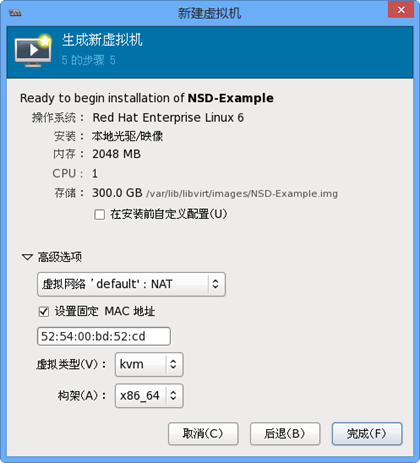 新建虚拟机
生成新虚拟机
5 的步骤 5
Ready to begin installation of NSD-Example
操作系统： Red Hat Enterprise Linux 6
安装： 本地光驱/映像
内存： 2048 MB
CPU： 1
存储： 300.0 GB /var/lib/libvirt/images/NSD-Example.img
在安装前自定义配置(U)
高级选项
虚拟网络 'default'：NAT
设置固定 MAC 地址
52:54:00:bd:52:cd
虚拟类型(V)： kvm
构架(A)： x86_64
取消(C) 后退(B) 完成(F)